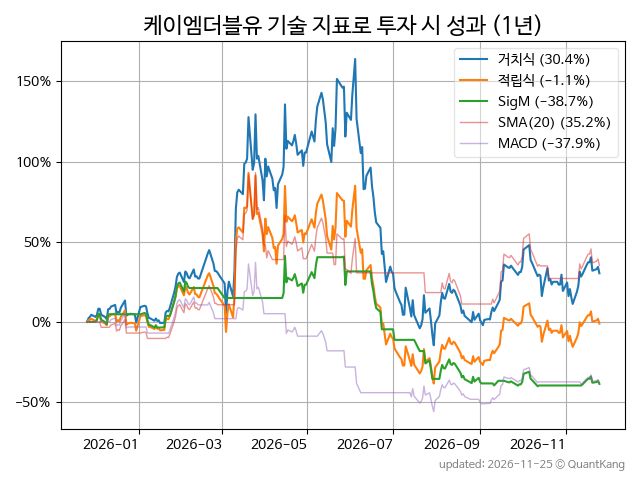 케이엠더블유 기술 지표로 투자 시 성과 (1년)
거치식 (30.4%)
적립식 (−1.1%)
SigM (−38.7%)
SMA(20) (35.2%)
MACD (−37.9%)
150%
100%
50%
0%
−50%
2026-01
2026-03
2026-05
2026-07
2026-09
2026-11
updated: 2026-11-25 © QuantKang